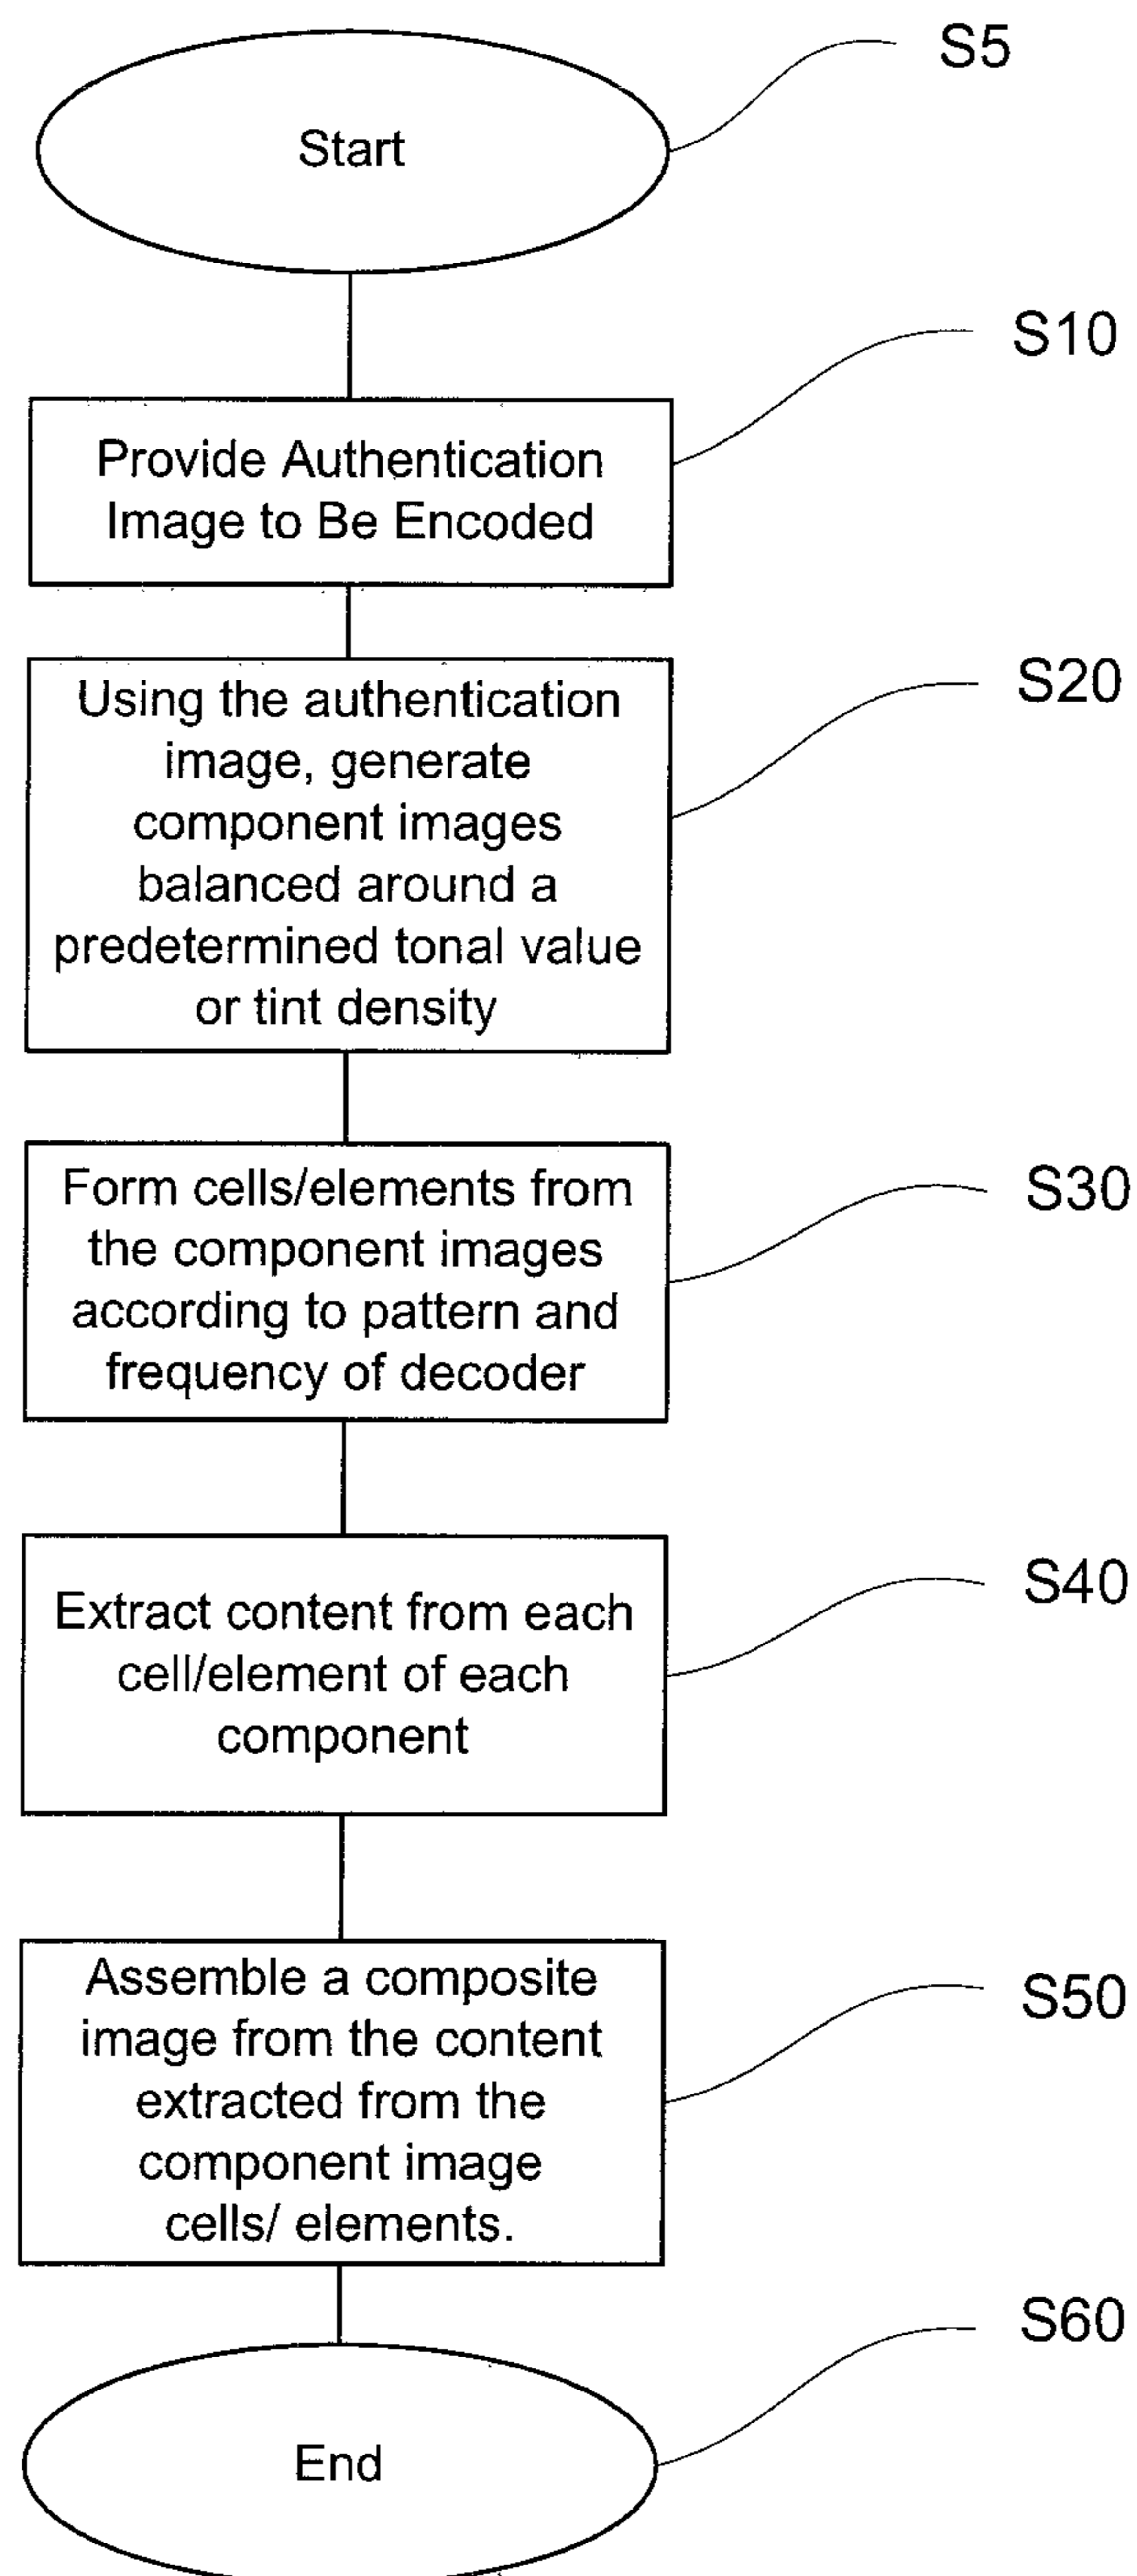 S5
Start
S10
Provide Authentication
Image to Be Encoded
S20
Using the authentication
image, generate
component images
balanced around a
predetermined tonal value
or tint density
S30
Form cells/elements from
the component images
according to pattern and
frequency of decoder
S40
Extract content from each
cell/element of each
component
S50
Assemble a composite
image from the content
extracted from the
component image
cells/ elements.
S60
End